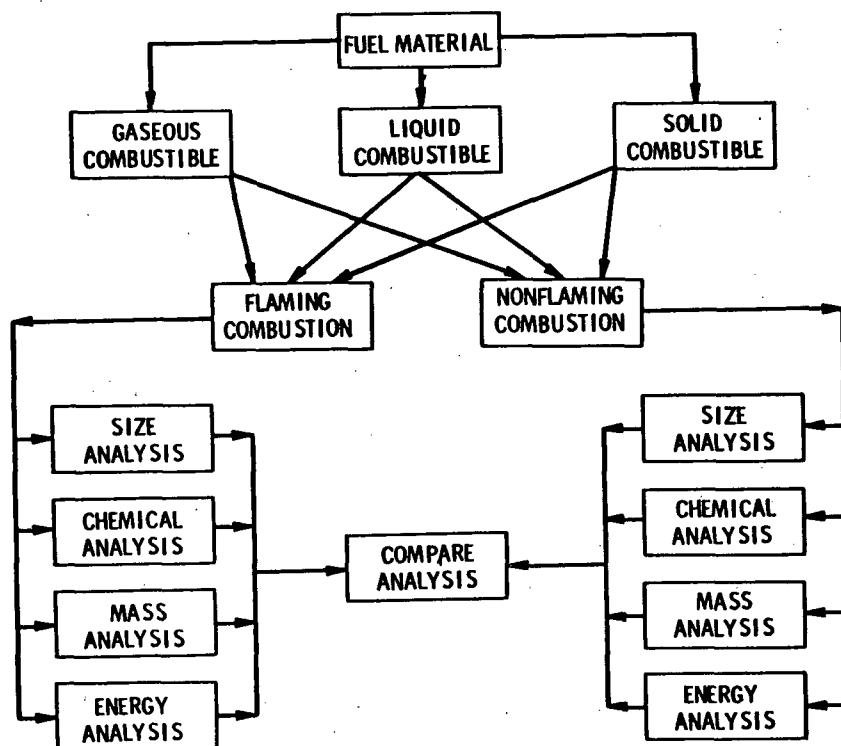 FUEL MATERIAL
GASEOUS
COMBUSTIBLE
LIQUID
COMBUSTIBLE
SOLID
COMBUSTIBLE
FLAMING
COMBUSTION
NONFLAMING
COMBUSTION
SIZE
ANALYSIS
CHEMICAL
ANALYSIS
MASS
ANALYSIS
ENERGY
ANALYSIS
COMPARE
ANALYSIS
SIZE
ANALYSIS
CHEMICAL
ANALYSIS
MASS
ANALYSIS
ENERGY
ANALYSIS